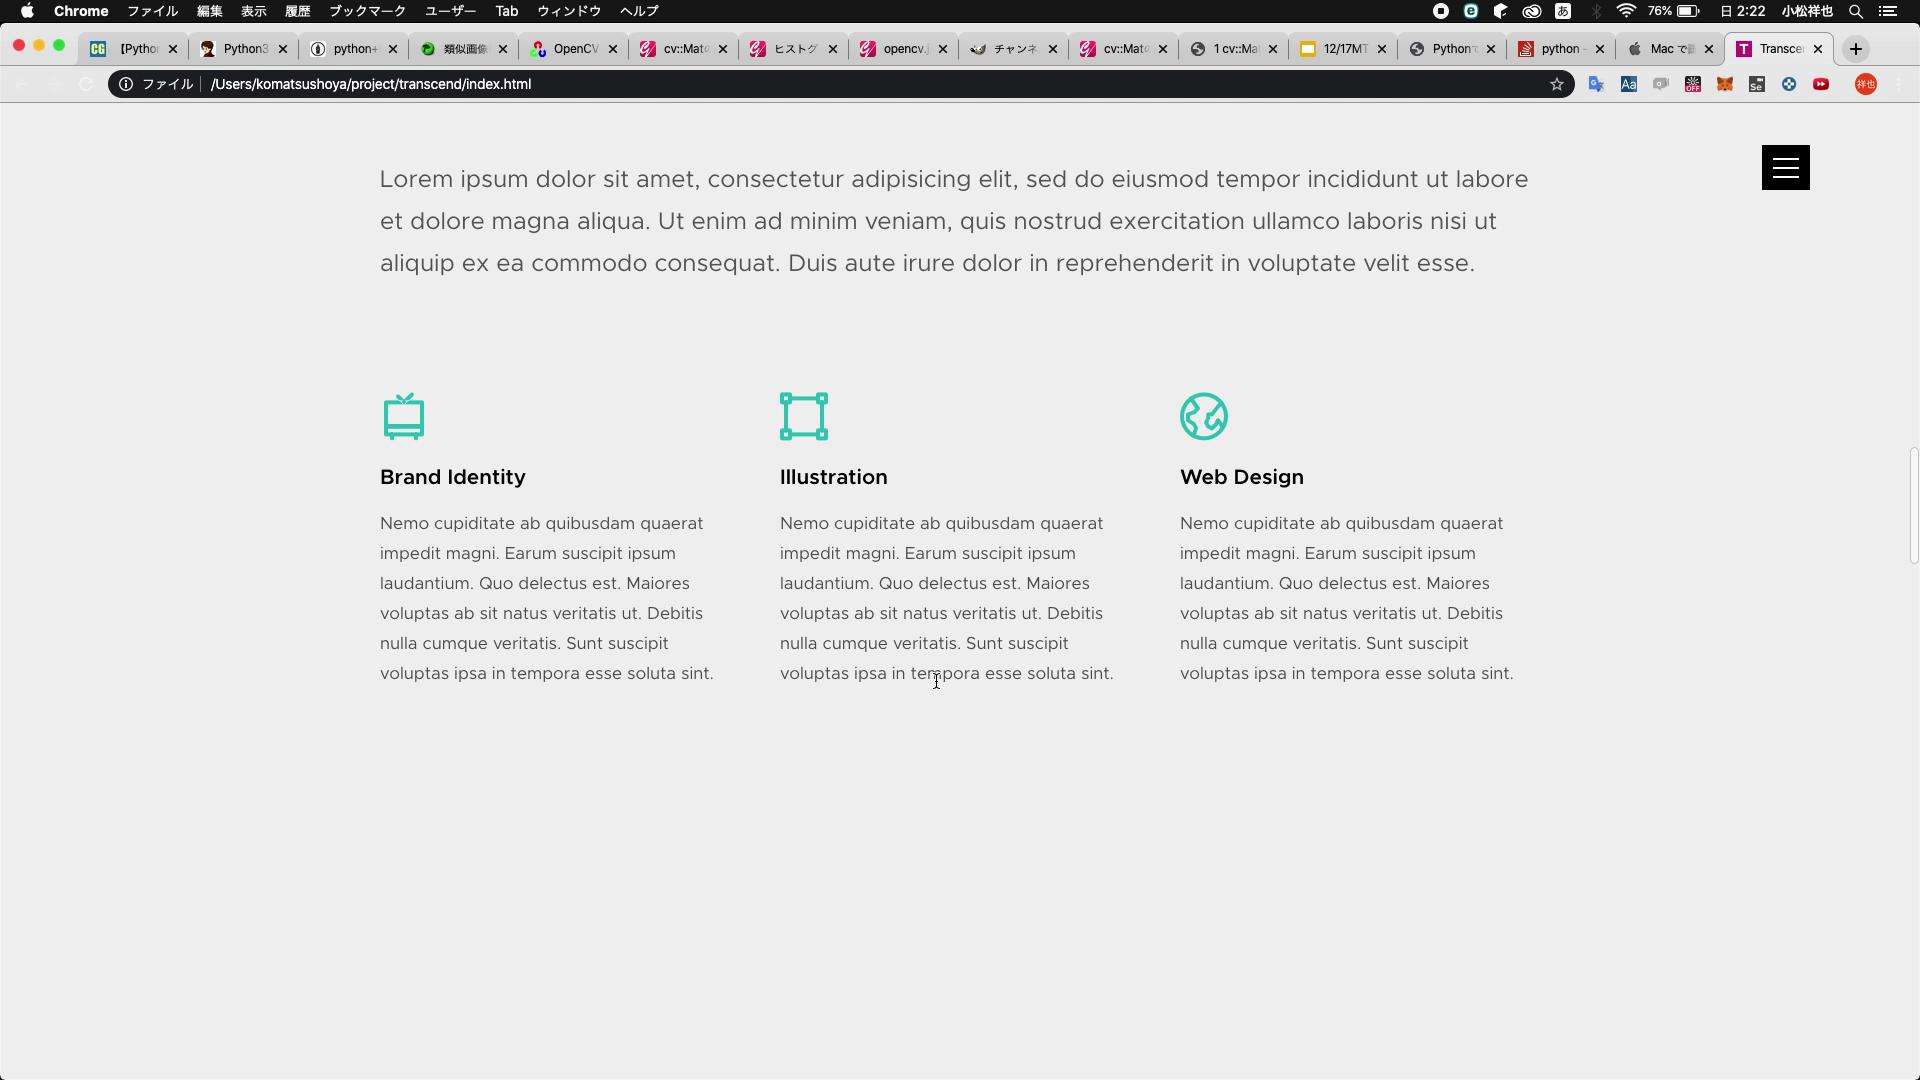 Chrome ファイル 編集 表示 履歴 ブックマーク ユーザー Tab ウィンドウ ヘルプ あ 76% 日 2:22 小松祥也
CG 【Pytho Python3 python+ 類似画像 OpenCV cv::Mat ヒストグ opencv. チャンネ cv::Mat 1 cv::Ma 12/17MT Python python - Mac で T Transce
ファイル /Users/komatsushoya/project/transcend/index.html Aa OFF Se 祥也
Lorem ipsum dolor sit amet, consectetur adipisicing elit, sed do eiusmod tempor incididunt ut labore
et dolore magna aliqua. Ut enim ad minim veniam, quis nostrud exercitation ullamco laboris nisi ut
aliquip ex ea commodo consequat. Duis aute irure dolor in reprehenderit in voluptate velit esse.
Brand Identity
Nemo cupiditate ab quibusdam quaerat
impedit magni. Earum suscipit ipsum
laudantium. Quo delectus est. Maiores
voluptas ab sit natus veritatis ut. Debitis
nulla cumque veritatis. Sunt suscipit
voluptas ipsa in tempora esse soluta sint.
Illustration
Nemo cupiditate ab quibusdam quaerat
impedit magni. Earum suscipit ipsum
laudantium. Quo delectus est. Maiores
voluptas ab sit natus veritatis ut. Debitis
nulla cumque veritatis. Sunt suscipit
voluptas ipsa in tempora esse soluta sint.
Web Design
Nemo cupiditate ab quibusdam quaerat
impedit magni. Earum suscipit ipsum
laudantium. Quo delectus est. Maiores
voluptas ab sit natus veritatis ut. Debitis
nulla cumque veritatis. Sunt suscipit
voluptas ipsa in tempora esse soluta sint.